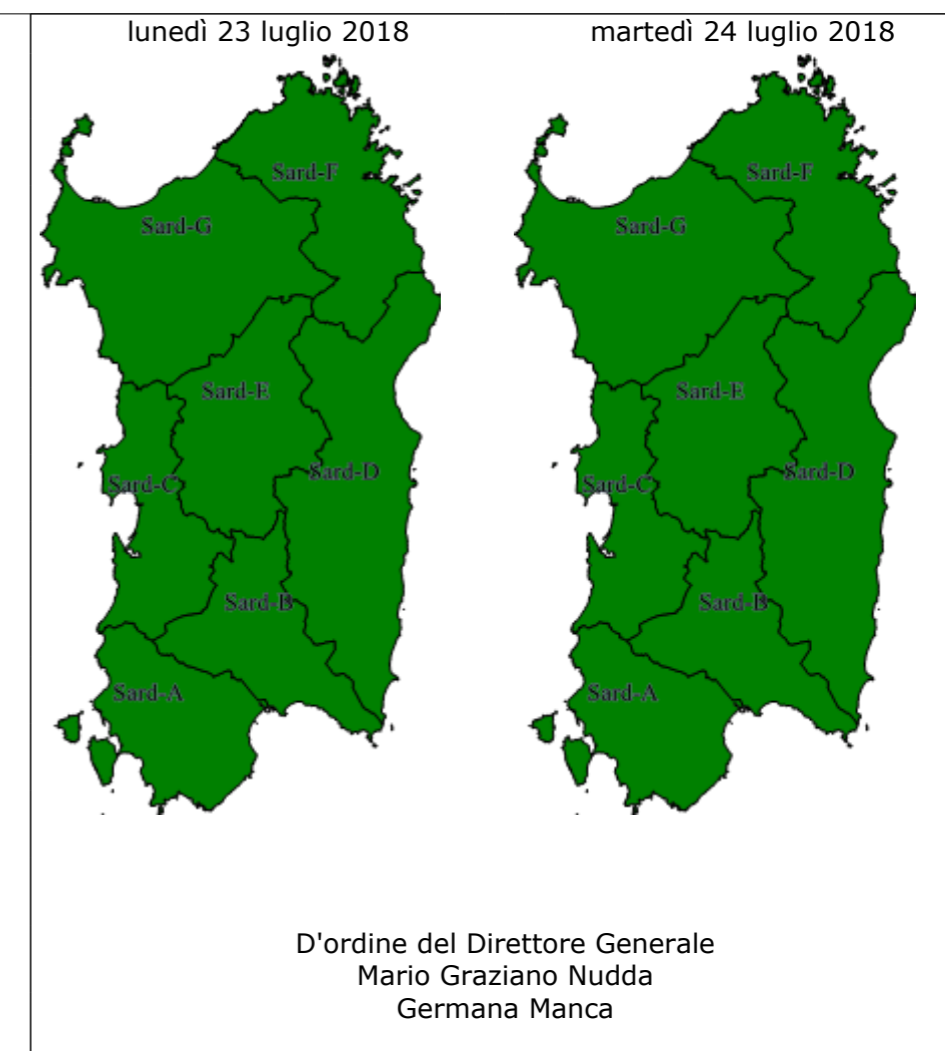 lunedì 23 luglio 2018
martedì 24 luglio 2018
Sard-F
Sard-G
Sard-E
Sard-D
Sard-C
Sard-B
Sard-A
Sard-F
Sard-G
Sard-E
Sard-D
Sard-C
Sard-B
Sard-A
D'ordine del Direttore Generale
Mario Graziano Nudda
Germana Manca